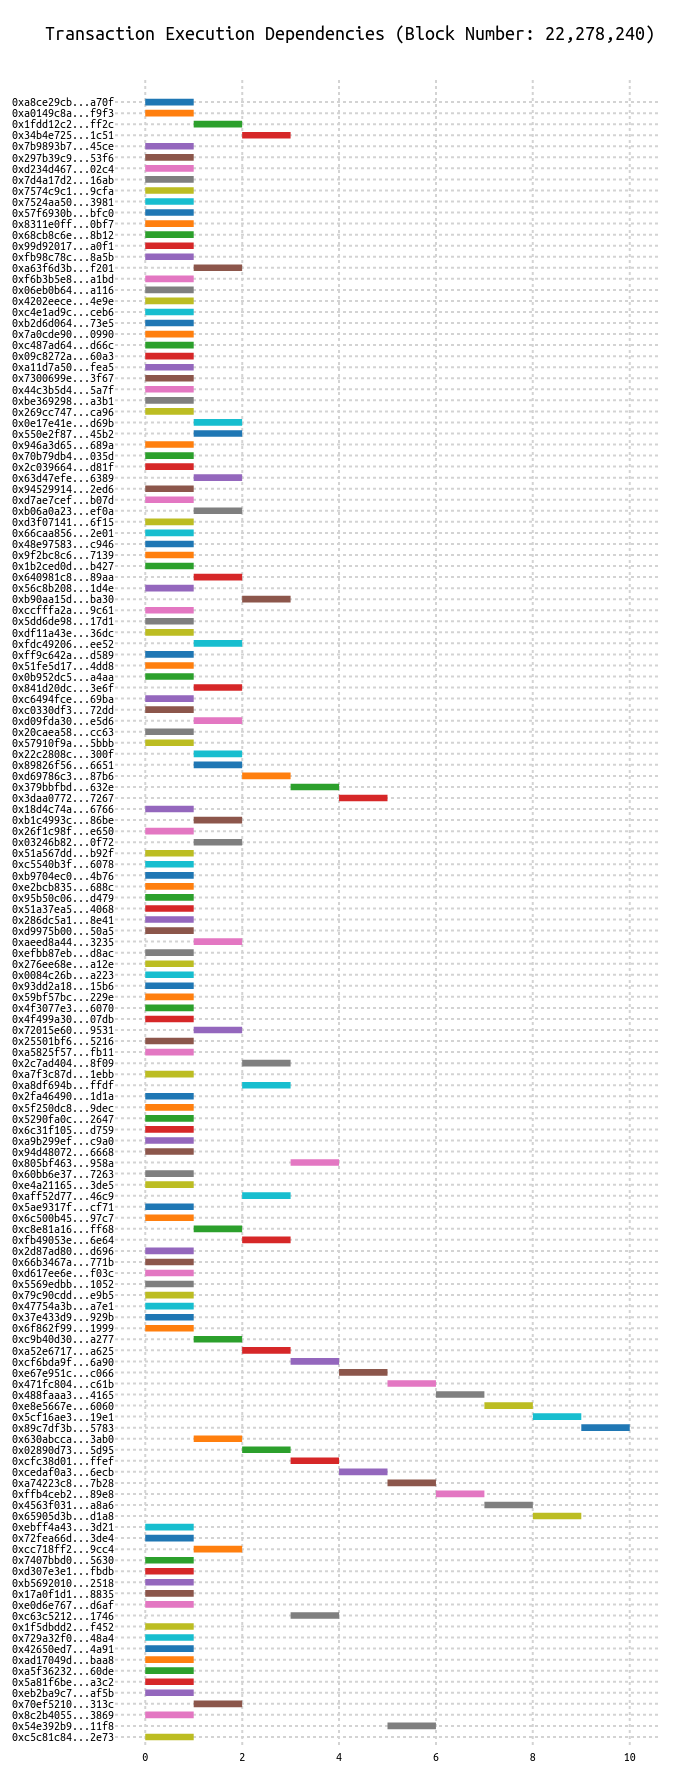 Transaction Execution Dependencies (Block Number: 22,278,240)
0xa8ce29cb...a70f
0xa0149c8a...f9f3
0x1fdd12c2...ff2c
0x34b4e725...1c51
0x7b9893b7...45ce
0x297b39c9...53f6
0xd234d467...02c4
0x7d4a17d2...16ab
0x7574c9c1...9cfa
0x7524aa50...3981
0x57f6930b...bfc0
0x8311e0ff...0bf7
0x68cb8c6e...8b12
0x99d92017...a0f1
0xfb98c78c...8a5b
0xa63f6d3b...f201
0xf6b3b5e8...a1bd
0x06eb0b64...a116
0x4202eece...4e9e
0xc4e1ad9c...ceb6
0xb2d6d064...73e5
0x7a0cde90...0990
0xc487ad64...d66c
0x09c8272a...60a3
0xa11d7a50...fea5
0x7300699e...3f67
0x44c3b5d4...5a7f
0xbe369298...a3b1
0x269cc747...ca96
0x0e17e41e...d69b
0x550e2f87...45b2
0x946a3d65...689a
0x70b79db4...035d
0x2c039664...d81f
0x63d47efe...6389
0x94529914...2ed6
0xd7ae7cef...b07d
0xb06a0a23...ef0a
0xd3f07141...6f15
0x66caa856...2e01
0x48e97583...c946
0x9f2bc8c6...7139
0x1b2ced0d...b427
0x640981c8...89aa
0x56c8b208...1d4e
0xb90aa15d...ba30
0xccfffa2a...9c61
0x5dd6de98...17d1
0xdf11a43e...36dc
0xfdc49206...ee52
0xff9c642a...d589
0x51fe5d17...4dd8
0x0b952dc5...a4aa
0x841d20dc...3e6f
0xc6494fce...69ba
0xc0330df3...72dd
0xd09fda30...e5d6
0x20caea58...cc63
0x57910f9a...5bbb
0x22c2808c...300f
0x89826f56...6651
0xd69786c3...87b6
0x379bbfbd...632e
0x3daa0772...7267
0x18d4c74a...6766
0xb1c4993c...86be
0x26f1c98f...e650
0x03246b82...0f72
0x51a567dd...b92f
0xc5540b3f...6078
0xb9704ec0...4b76
0xe2bcb835...688c
0x95b50c06...d479
0x51a37ea5...4068
0x286dc5a1...8e41
0xd9975b00...50a5
0xaeed8a44...3235
0xefbb87eb...d8ac
0x276ee68e...a12e
0x0084c26b...a223
0x93dd2a18...15b6
0x59bf57bc...229e
0x4f3077e3...6070
0x4f499a30...07db
0x72015e60...9531
0x25501bf6...5216
0xa5825f57...fb11
0x2c7ad404...8f09
0xa7f3c87d...1ebb
0xa8df694b...ffdf
0x2fa46490...1d1a
0x5f250dc8...9dec
0x5290fa0c...2647
0x6c31f105...d759
0xa9b299ef...c9a0
0x94d48072...6668
0x805bf463...958a
0x60bb6e37...7263
0xe4a21165...3de5
0xaff52d77...46c9
0x5ae9317f...cf71
0x6c500b45...97c7
0xc8e81a16...ff68
0xfb49053e...6e64
0x2d87ad80...d696
0x66b3467a...771b
0xd617ee6e...f03c
0x5569edbb...1052
0x79c90cdd...e9b5
0x47754a3b...a7e1
0x37e433d9...929b
0x6f862f99...1999
0xc9b40d30...a277
0xa52e6717...a625
0xcf6bda9f...6a90
0xe67e951c...c066
0x471fc804...c61b
0x488faaa3...4165
0xe8e5667e...6060
0x5cf16ae3...19e1
0x89c7df3b...5783
0x630abcca...3ab0
0x02890d73...5d95
0xcfc38d01...ffef
0xcedaf0a3...6ecb
0xa74223c8...7b28
0xffb4ceb2...89e8
0x4563f031...a8a6
0x65905d3b...d1a8
0xebff4a43...3d21
0x72fea66d...3de4
0xcc718ff2...9cc4
0x7407bbd0...5630
0xd307e3e1...fbdb
0xb5692010...2518
0x17a0f1d1...8835
0xe0d6e767...d6af
0xc63c5212...1746
0x1f5dbdd2...f452
0x729a32f0...48a4
0x42650ed7...4a91
0xad17049d...baa8
0xa5f36232...60de
0x5a81f6be...a3c2
0xeb2ba9c7...af5b
0x70ef5210...313c
0x8c2b4055...3869
0x54e392b9...11f8
0xc5c81c84...2e73
0 2 4 6 8 10